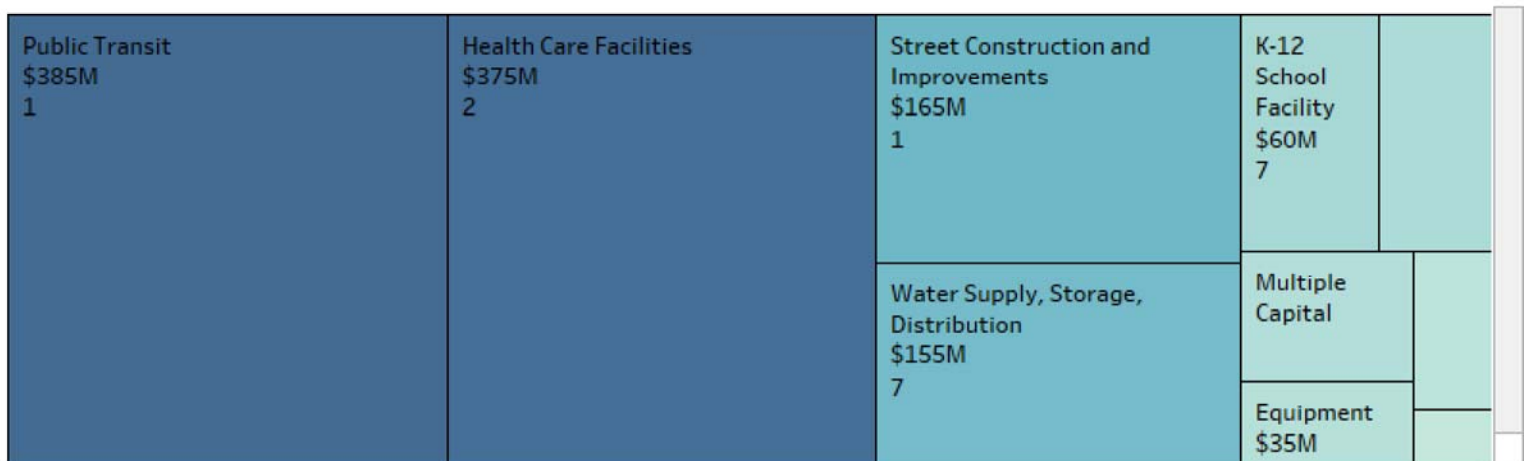 Public Transit
$385M
1
Health Care Facilities
$375M
2
Street Construction and
Improvements
$165M
1
Water Supply, Storage,
Distribution
$155M
7
K-12
School
Facility
$60M
7
Multiple
Capital
Equipment
$35M